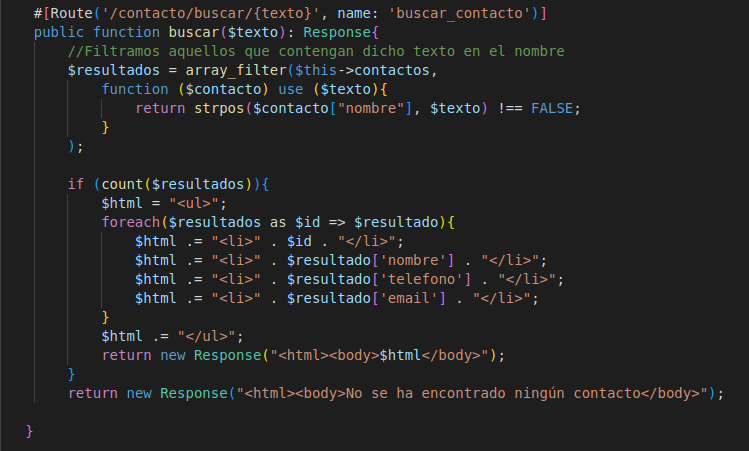 #[Route('/contacto/buscar/{texto}', name: 'buscar_contacto')]
public function buscar($texto): Response{
//Filtramos aquellos que contengan dicho texto en el nombre
$resultados = array_filter($this->contactos,
function ($contacto) use ($texto){
return strpos($contacto["nombre"], $texto) !== FALSE;
}
);
if (count($resultados)){
$html = "<ul>";
foreach($resultados as $id => $resultado){
$html .= "<li>" . $id . "</li>";
$html .= "<li>" . $resultado['nombre'] . "</li>";
$html .= "<li>" . $resultado['telefono'] . "</li>";
$html .= "<li>" . $resultado['email'] . "</li>";
}
$html .= "</ul>";
return new Response("<html><body>$html</body>");
}
return new Response("<html><body>No se ha encontrado ningún contacto</body>");
}